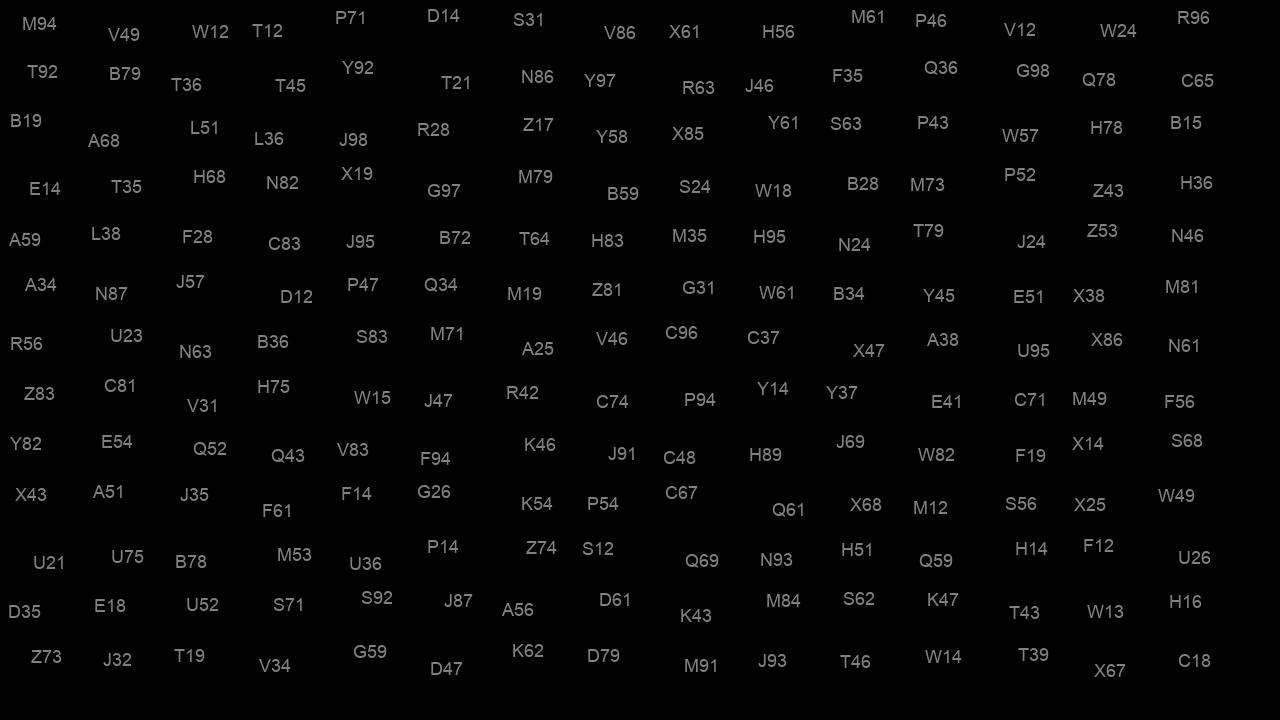 M94 V49 W12 T12 P71 D14 S31 V86 X61 H56 M61 P46 V12 W24 R96
T92 B79 T36 T45 Y92 T21 N86 Y97 R63 J46 F35 Q36 G98 Q78 C65
B19 A68 L51 L36 J98 R28 Z17 Y58 X85 Y61 S63 P43 W57 H78 B15
E14 T35 H68 N82 X19 G97 M79 B59 S24 W18 B28 M73 P52 Z43 H36
A59 L38 F28 C83 J95 B72 T64 H83 M35 H95 N24 T79 J24 Z53 N46
A34 N87 J57 D12 P47 Q34 M19 Z81 G31 W61 B34 Y45 E51 X38 M81
R56 U23 N63 B36 S83 M71 A25 V46 C96 C37 X47 A38 U95 X86 N61
Z83 C81 V31 H75 W15 J47 R42 C74 P94 Y14 Y37 E41 C71 M49 F56
Y82 E54 Q52 Q43 V83 F94 K46 J91 C48 H89 J69 W82 F19 X14 S68
X43 A51 J35 F61 F14 G26 K54 P54 C67 Q61 X68 M12 S56 X25 W49
U21 U75 B78 M53 U36 P14 Z74 S12 Q69 N93 H51 Q59 H14 F12 U26
D35 E18 U52 S71 S92 J87 A56 D61 K43 M84 S62 K47 T43 W13 H16
Z73 J32 T19 V34 G59 D47 K62 D79 M91 J93 T46 W14 T39 X67 C18